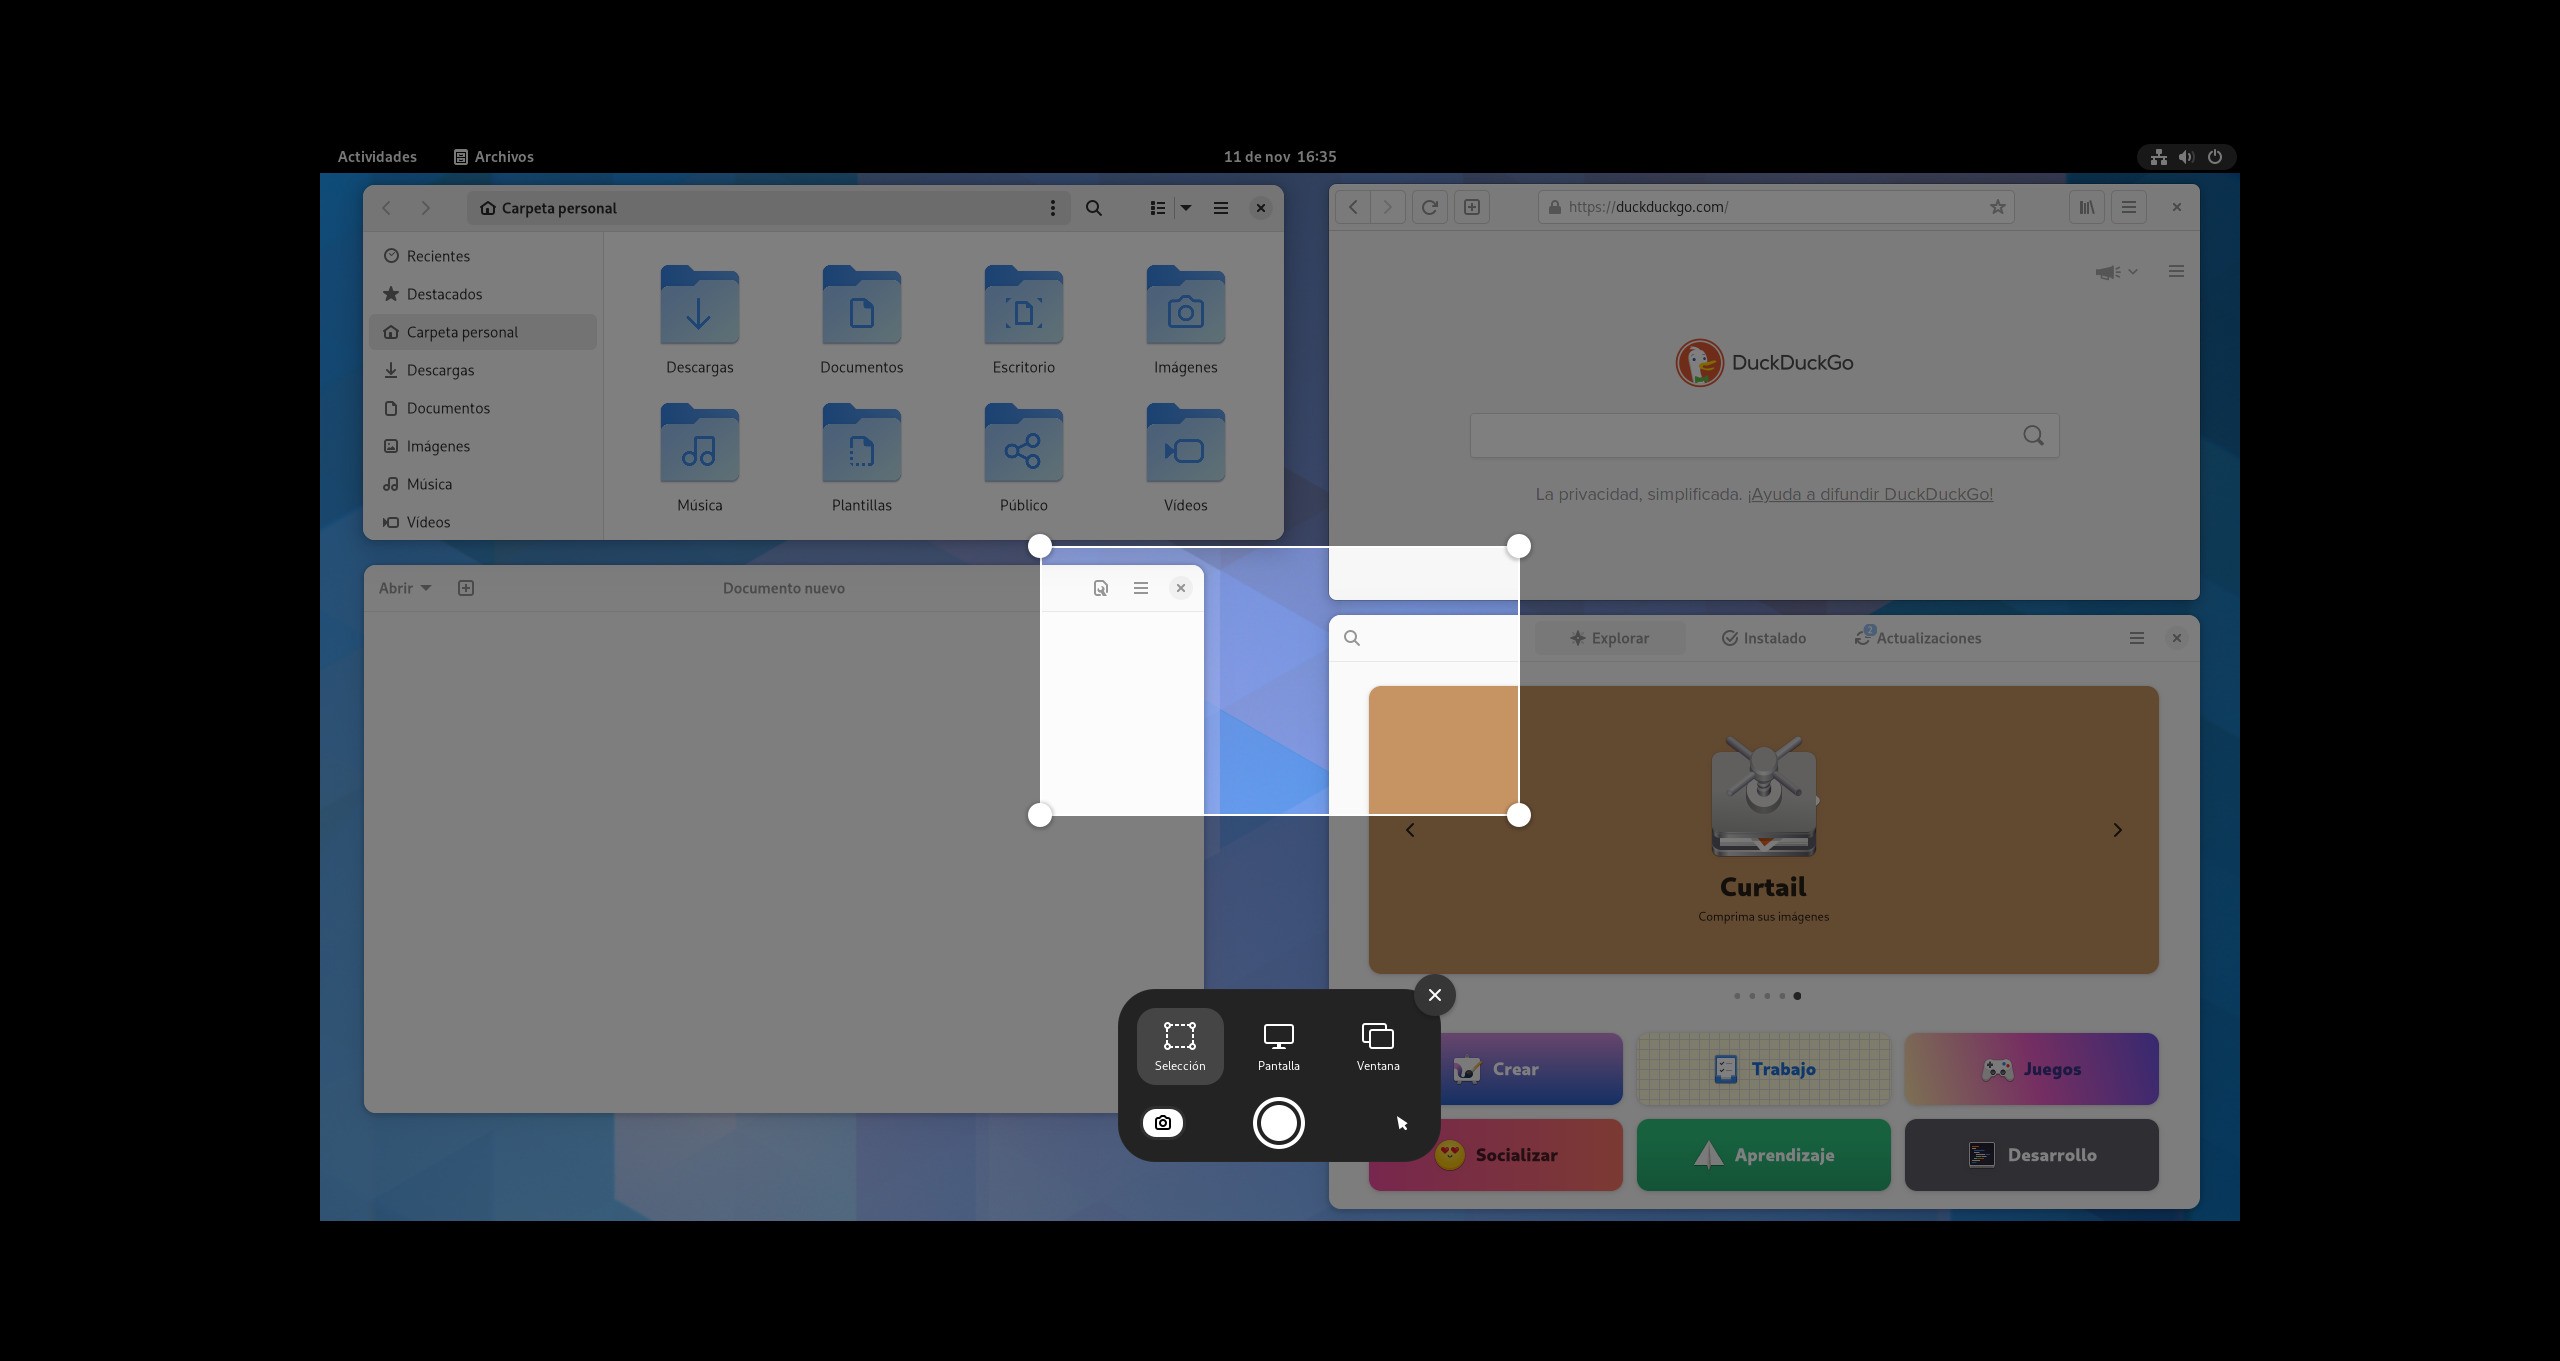 Actividades
Archivos
11 de nov 16:35
Carpeta personal
Recientes
Destacados
Carpeta personal
Descargas
Documentos
Imágenes
Música
Vídeos
Descargas
Documentos
Escritorio
Imágenes
Música
Plantillas
Público
Vídeos
https://duckduckgo.com/
DuckDuckGo
La privacidad, simplificada. ¡Ayuda a difundir DuckDuckGo!
Abrir
Documento nuevo
Explorar
Instalado
2
Actualizaciones
Curtail
Comprima sus imágenes
Crear
Trabajo
Juegos
Socializar
Aprendizaje
Desarrollo
Selección
Pantalla
Ventana